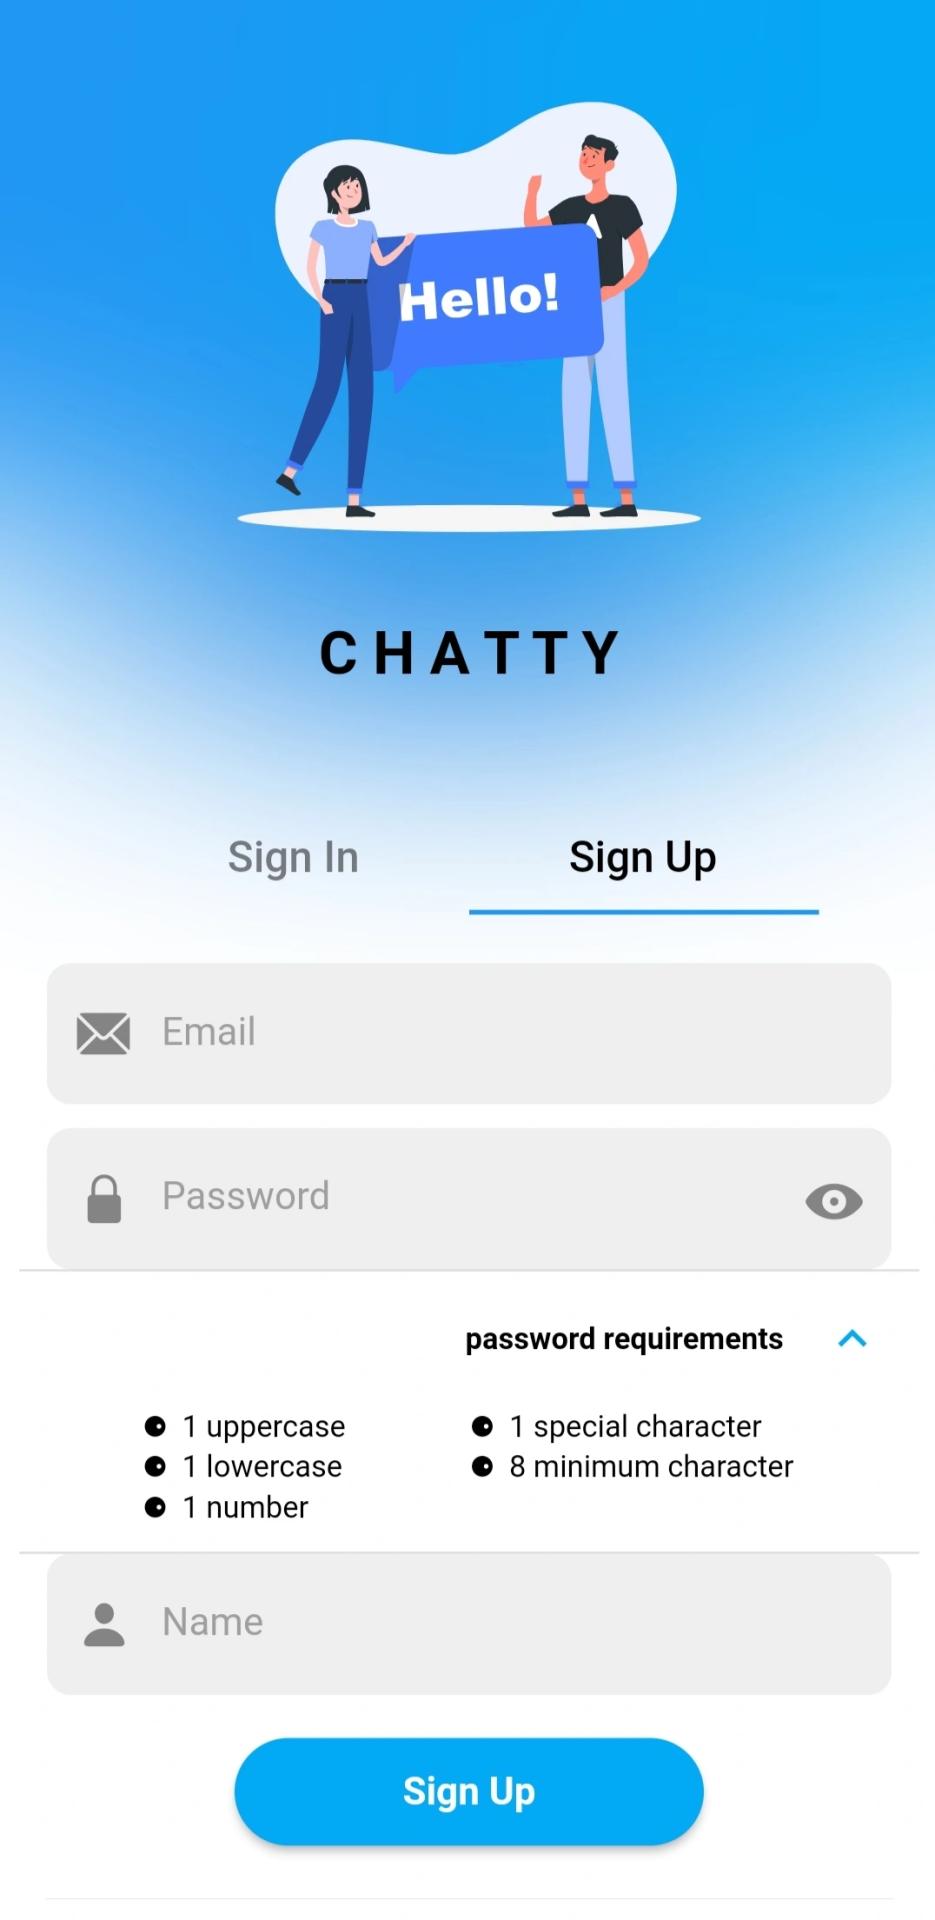 Hello!
CHATTY
Sign In Sign Up
Email
Password
password requirements
1 uppercase
1 lowercase
1 number
1 special character
8 minimum character
Name
Sign Up